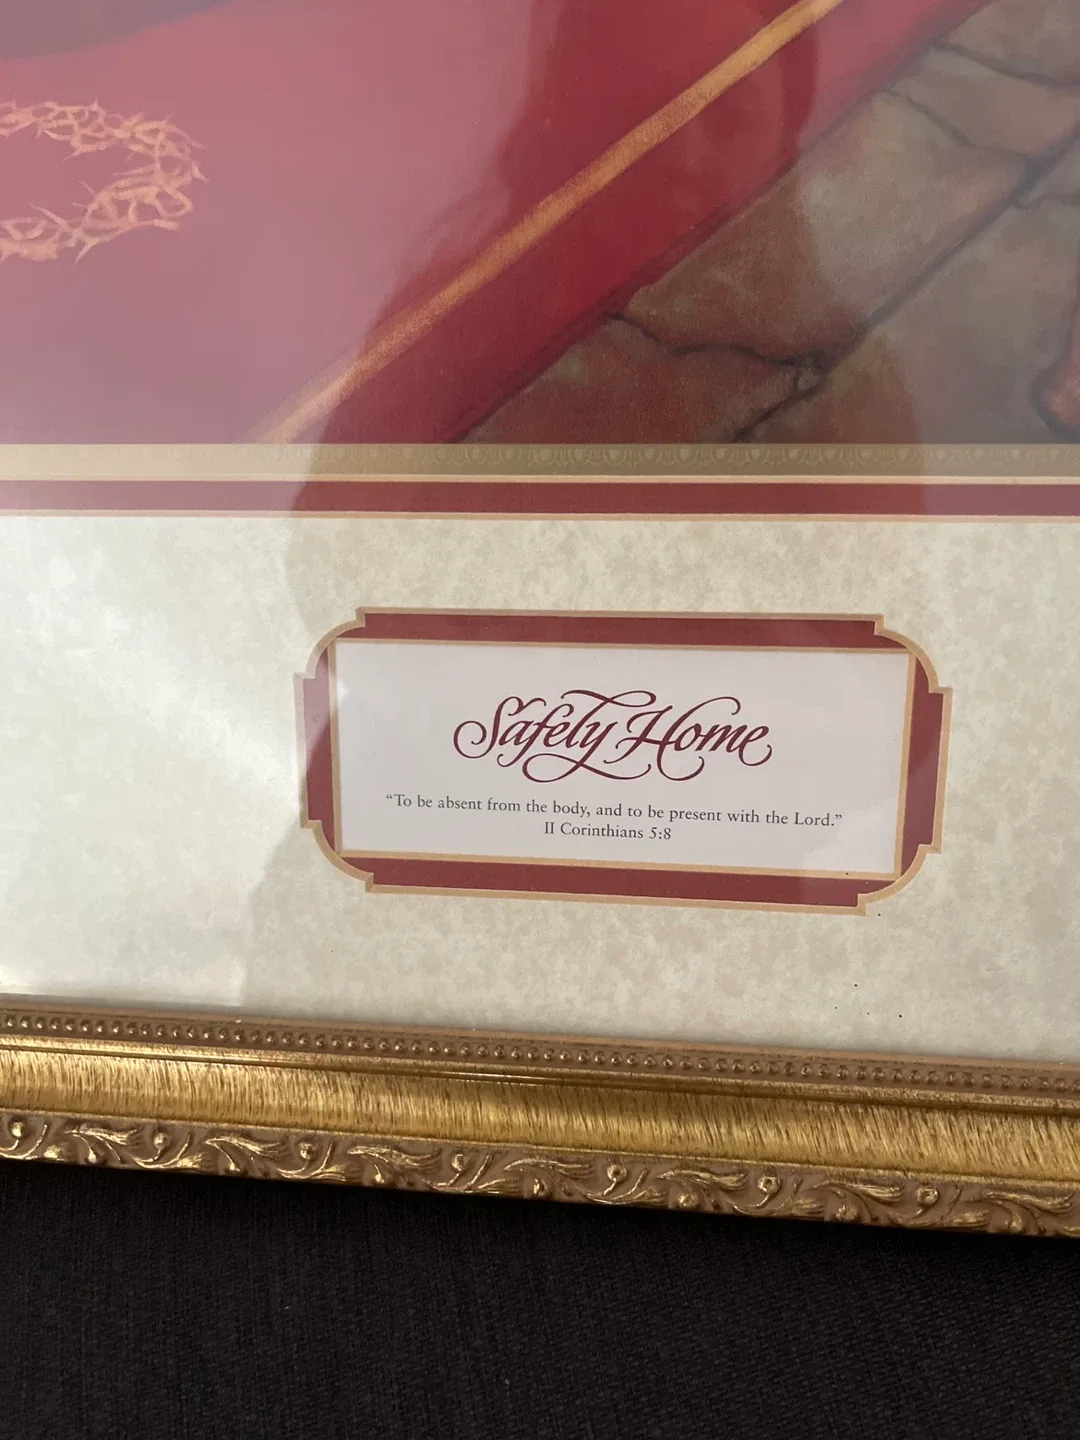 Safely Home
“To be absent from the body, and to be present with the Lord.”
II Corinthians 5:8